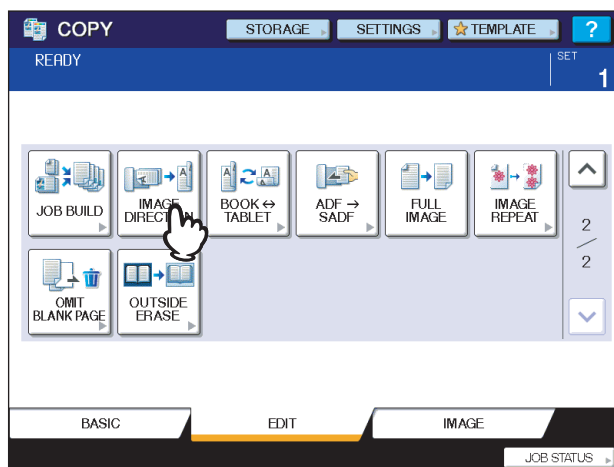 COPY
STORAGE
SETTINGS
TEMPLATE
?
READY
SET
1
JOB BUILD
IMAGE
DIRECTION
BOOK ↔
TABLET
ADF →
SADF
FULL
IMAGE
IMAGE
REPEAT
2
2
OMIT
BLANK PAGE
OUTSIDE
ERASE
BASIC
EDIT
IMAGE
JOB STATUS